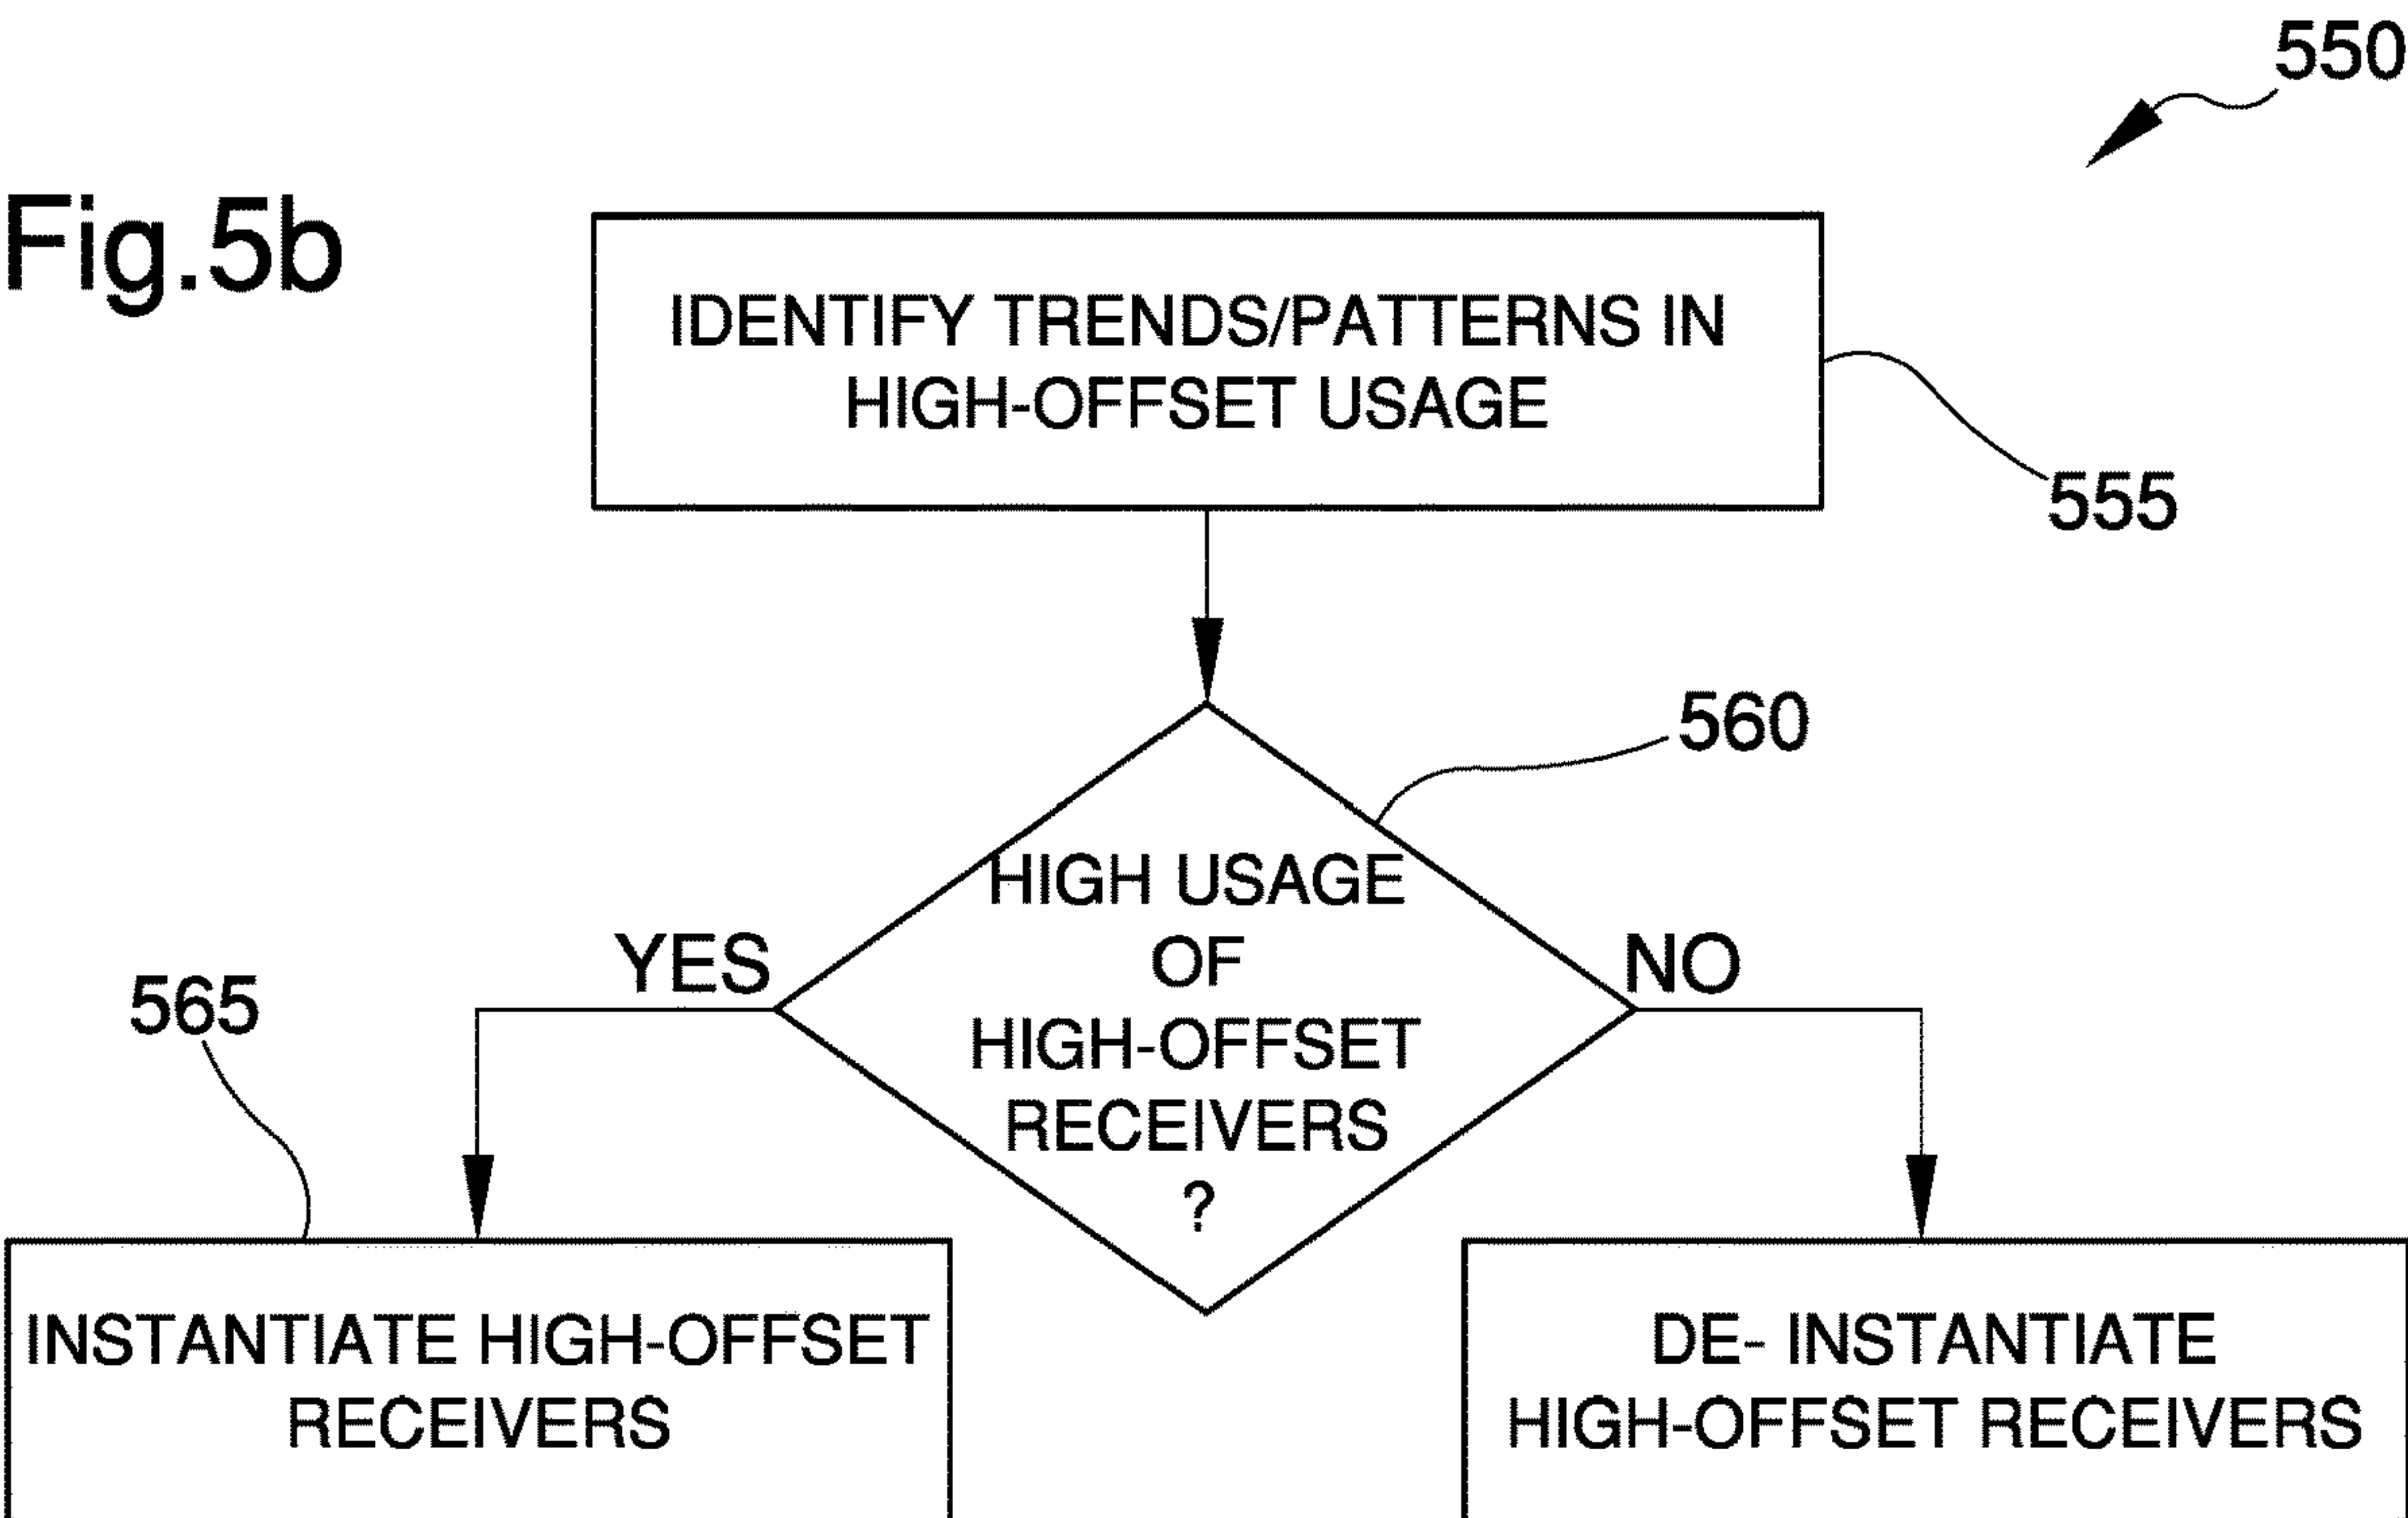 550
Fig.5b
IDENTIFY TRENDS/PATTERNS IN
HIGH-OFFSET USAGE
555
560
HIGH USAGE
OF
HIGH-OFFSET
RECEIVERS
?
YES
NO
565
INSTANTIATE HIGH-OFFSET
RECEIVERS
DE- INSTANTIATE
HIGH-OFFSET RECEIVERS